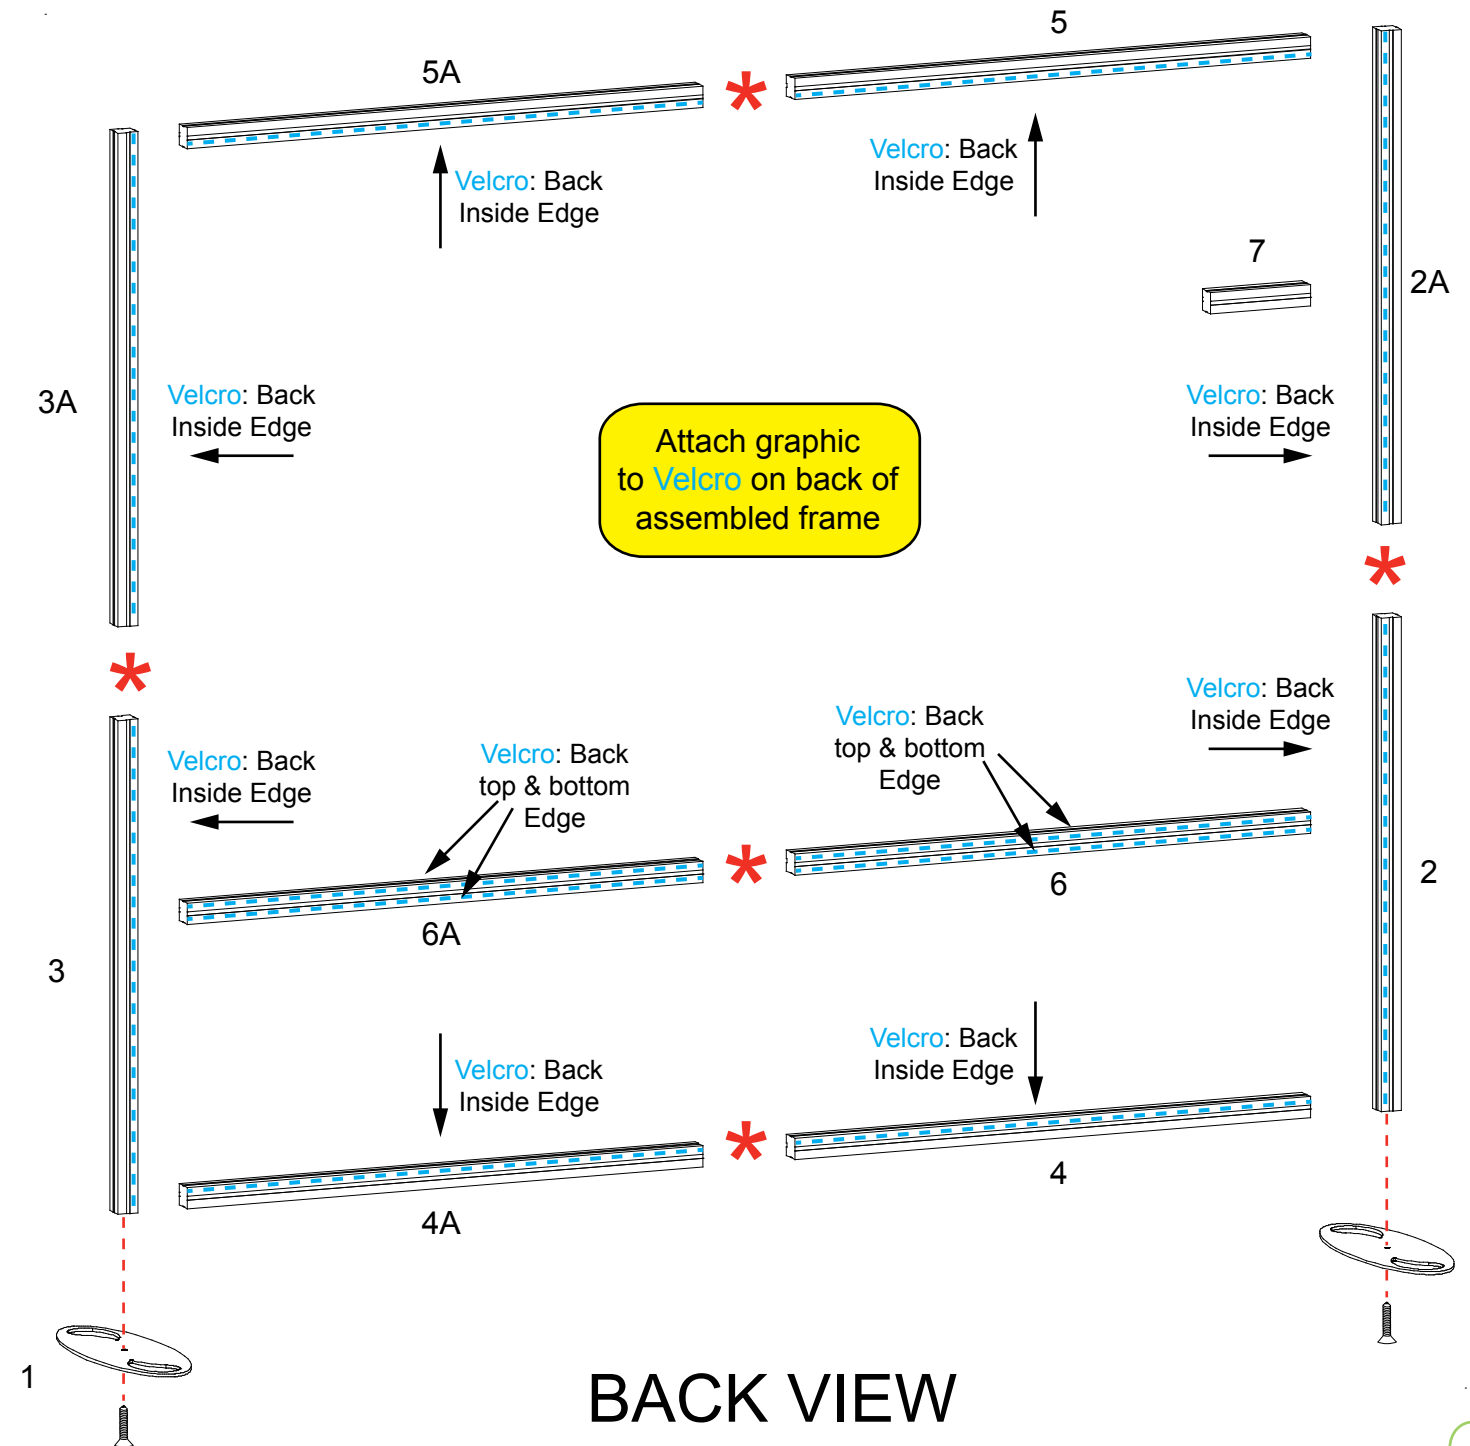 5
5A
*
Velcro: Back
Inside Edge
Velcro: Back
Inside Edge
7
2A
3A
Velcro: Back
Inside Edge
Velcro: Back
Inside Edge
Attach graphic
to Velcro on back of
assembled frame
*
*
Velcro: Back
Inside Edge
Velcro: Back
top & bottom
Edge
Velcro: Back
top & bottom
Edge
Velcro: Back
Inside Edge
*
6
2
6A
3
Velcro: Back
Inside Edge
Velcro: Back
Inside Edge
*
4
4A
1
BACK VIEW